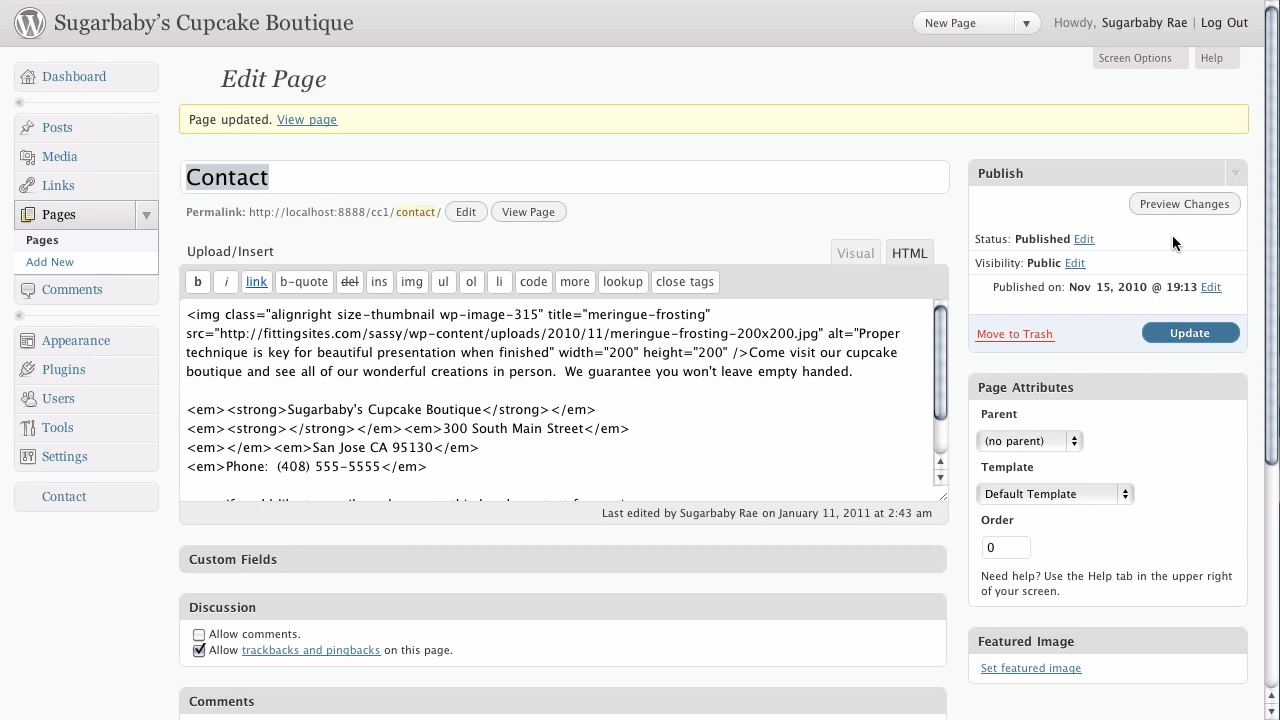 Sugarbaby's Cupcake Boutique
New Page
Howdy, Sugarbaby Rae | Log Out
Screen Options
Help
Dashboard
Posts
Media
Links
Pages
Pages
Add New
Comments
Appearance
Plugins
Users
Tools
Settings
Contact
Edit Page
Page updated. View page
Contact
Permalink: http://localhost:8888/cc1/contact/ Edit View Page
Upload/Insert
Visual HTML
b i link b-quote del ins img ul ol li code more lookup close tags
<img class="alignright size-thumbnail wp-image-315" title="meringue-frosting"
src="http://fittingsites.com/sassy/wp-content/uploads/2010/11/meringue-frosting-200x200.jpg" alt="Proper
technique is key for beautiful presentation when finished" width="200" height="200" />Come visit our cupcake
boutique and see all of our wonderful creations in person.  We guarantee you won't leave empty handed.
<em><strong>Sugarbaby's Cupcake Boutique</strong></em>
<em><strong></strong></em><em>300 South Main Street</em>
<em></em><em>San Jose CA 95130</em>
<em>Phone:  (408) 555-5555</em>
Last edited by Sugarbaby Rae on January 11, 2011 at 2:43 am
Custom Fields
Discussion
Allow comments.
Allow trackbacks and pingbacks on this page.
Comments
Publish
Preview Changes
Status: Published Edit
Visibility: Public Edit
Published on: Nov 15, 2010 @ 19:13 Edit
Move to Trash
Update
Page Attributes
Parent
(no parent)
Template
Default Template
Order
0
Need help? Use the Help tab in the upper right
of your screen.
Featured Image
Set featured image